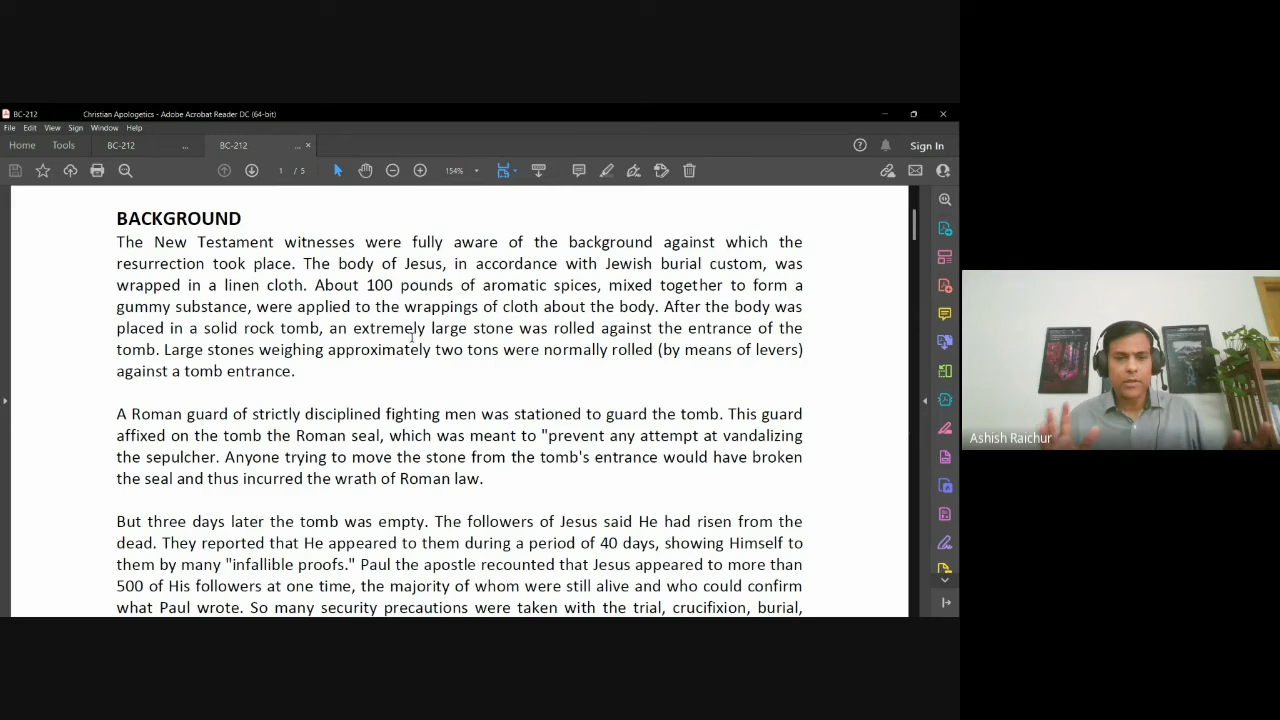 BC-212 Christian Apologetics - Adobe Acrobat Reader DC (64-bit)
File Edit View Sign Window Help
Home Tools BC-212 ... BC-212 ... × Sign In
1 / 5 154%
BACKGROUND
The New Testament witnesses were fully aware of the background against which the
resurrection took place. The body of Jesus, in accordance with Jewish burial custom, was
wrapped in a linen cloth. About 100 pounds of aromatic spices, mixed together to form a
gummy substance, were applied to the wrappings of cloth about the body. After the body was
placed in a solid rock tomb, an extremely large stone was rolled against the entrance of the
tomb. Large stones weighing approximately two tons were normally rolled (by means of levers)
against a tomb entrance.
A Roman guard of strictly disciplined fighting men was stationed to guard the tomb. This guard
affixed on the tomb the Roman seal, which was meant to "prevent any attempt at vandalizing
the sepulcher. Anyone trying to move the stone from the tomb's entrance would have broken
the seal and thus incurred the wrath of Roman law.
But three days later the tomb was empty. The followers of Jesus said He had risen from the
dead. They reported that He appeared to them during a period of 40 days, showing Himself to
them by many "infallible proofs." Paul the apostle recounted that Jesus appeared to more than
500 of His followers at one time, the majority of whom were still alive and who could confirm
what Paul wrote. So many security precautions were taken with the trial, crucifixion, burial,
Ashish Raichur